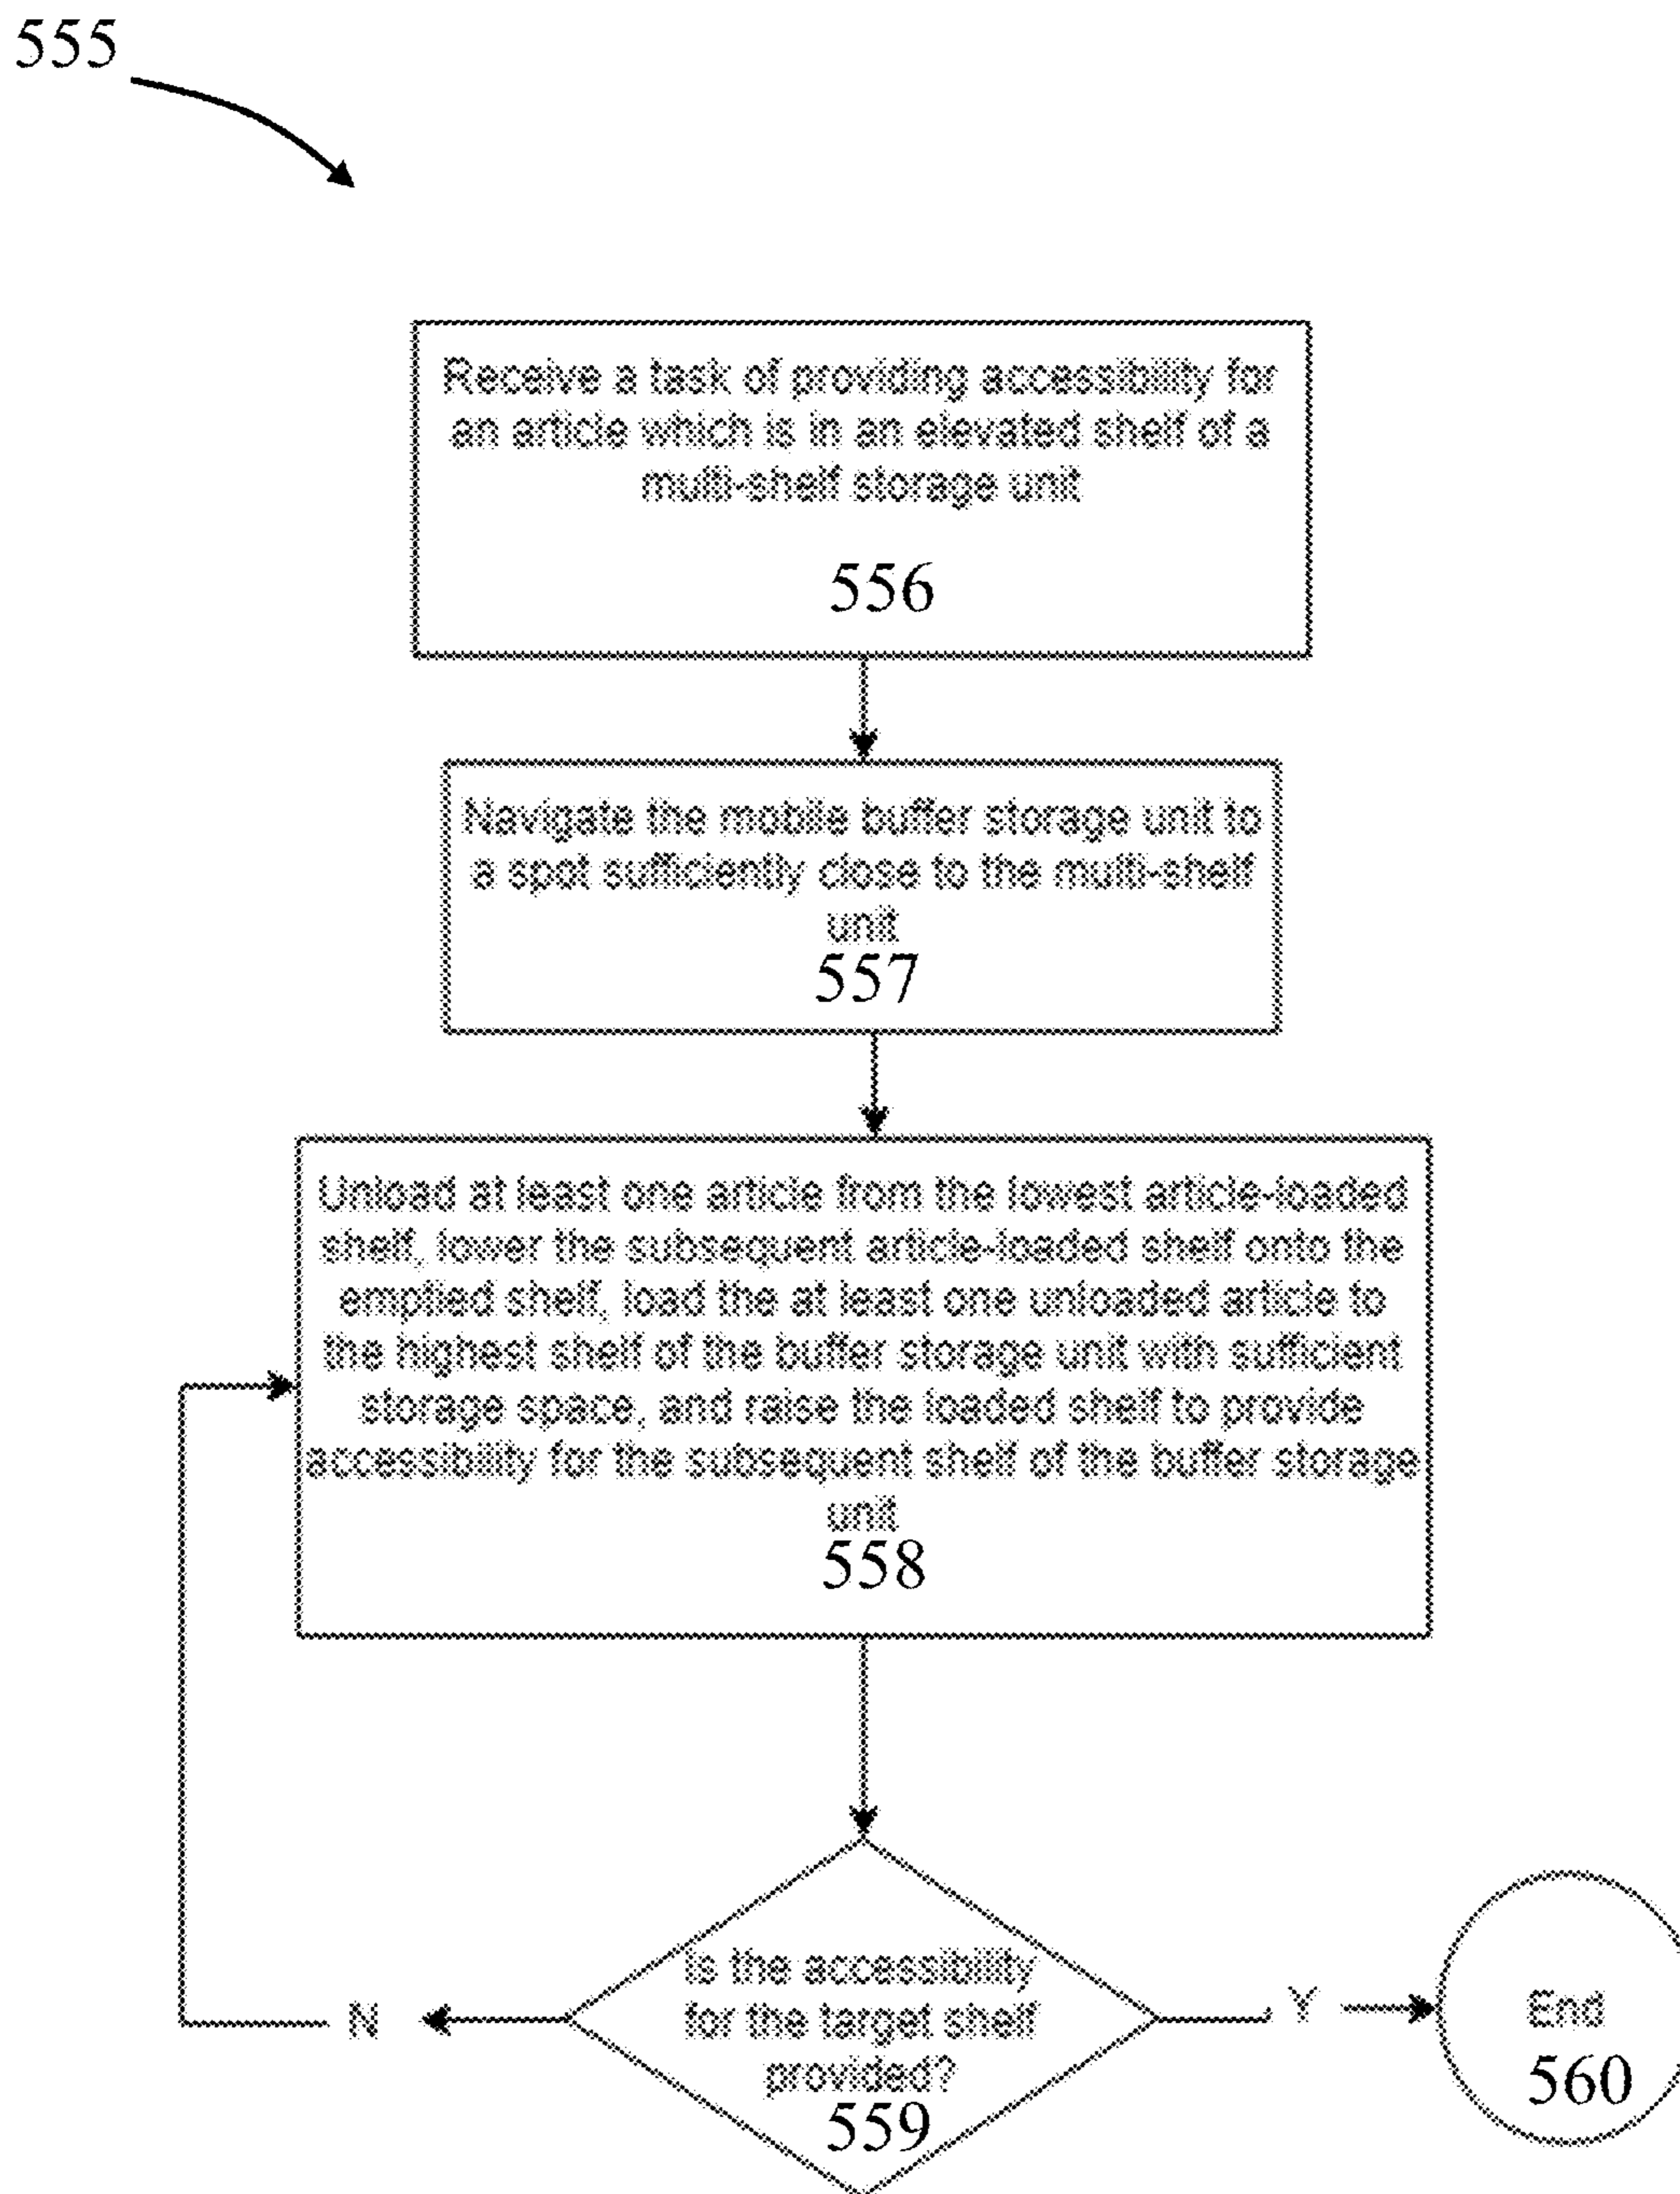 555
Receive a task of providing accessibility for
an article which is in an elevated shelf of a
multi-shelf storage unit
556
Navigate the mobile buffer storage unit to
a spot sufficiently close to the multi-shelf
unit
557
Unload at least one article from the lowest article-loaded
shelf, lower the subsequent article-loaded shelf onto the
emptied shelf, load the at least one unloaded article to
the highest shelf of the buffer storage unit with sufficient
storage space, and raise the loaded shelf to provide
accessibility for the subsequent shelf of the buffer storage
unit
558
Is the accessibility
for the target shelf
provided?
559
N
Y
End
560